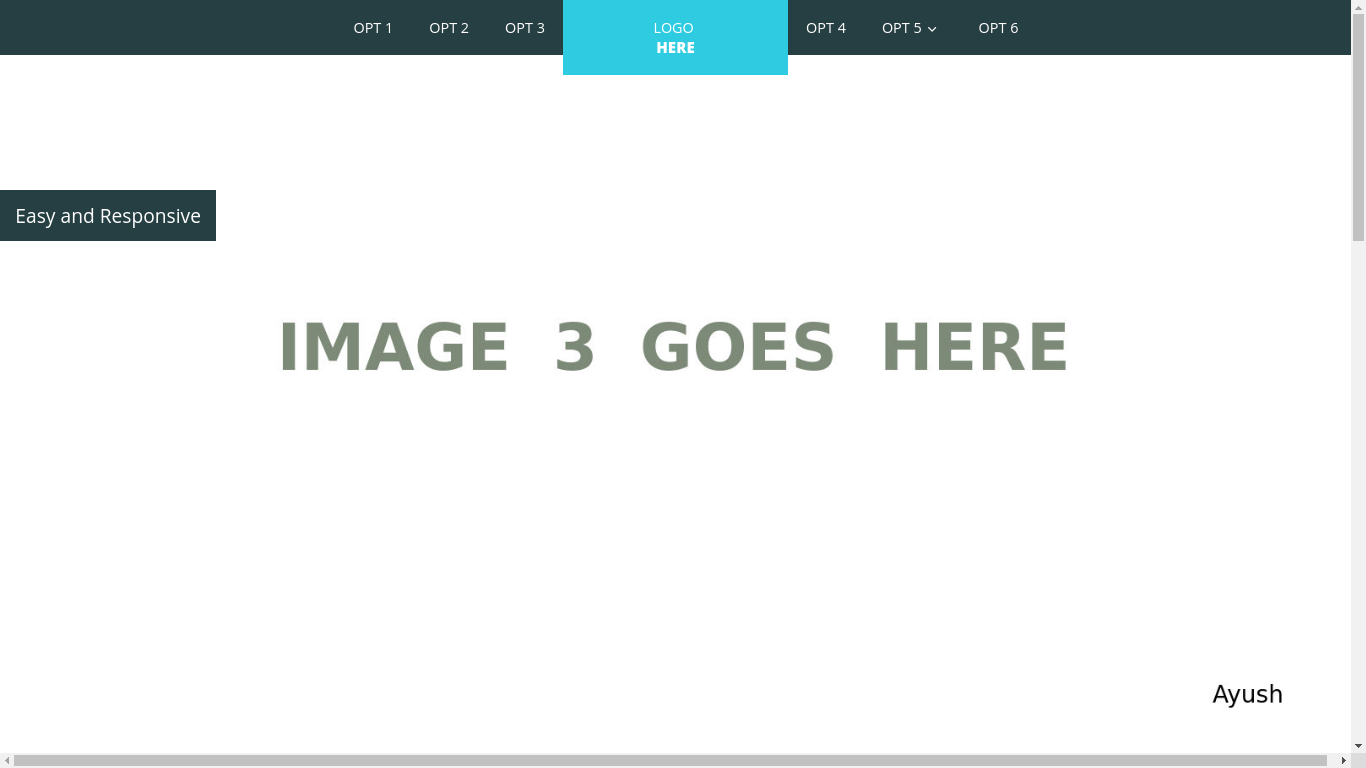 OPT 1 OPT 2 OPT 3 LOGO OPT 4 OPT 5 OPT 6
HERE
Easy and Responsive
IMAGE 3 GOES HERE
Ayush